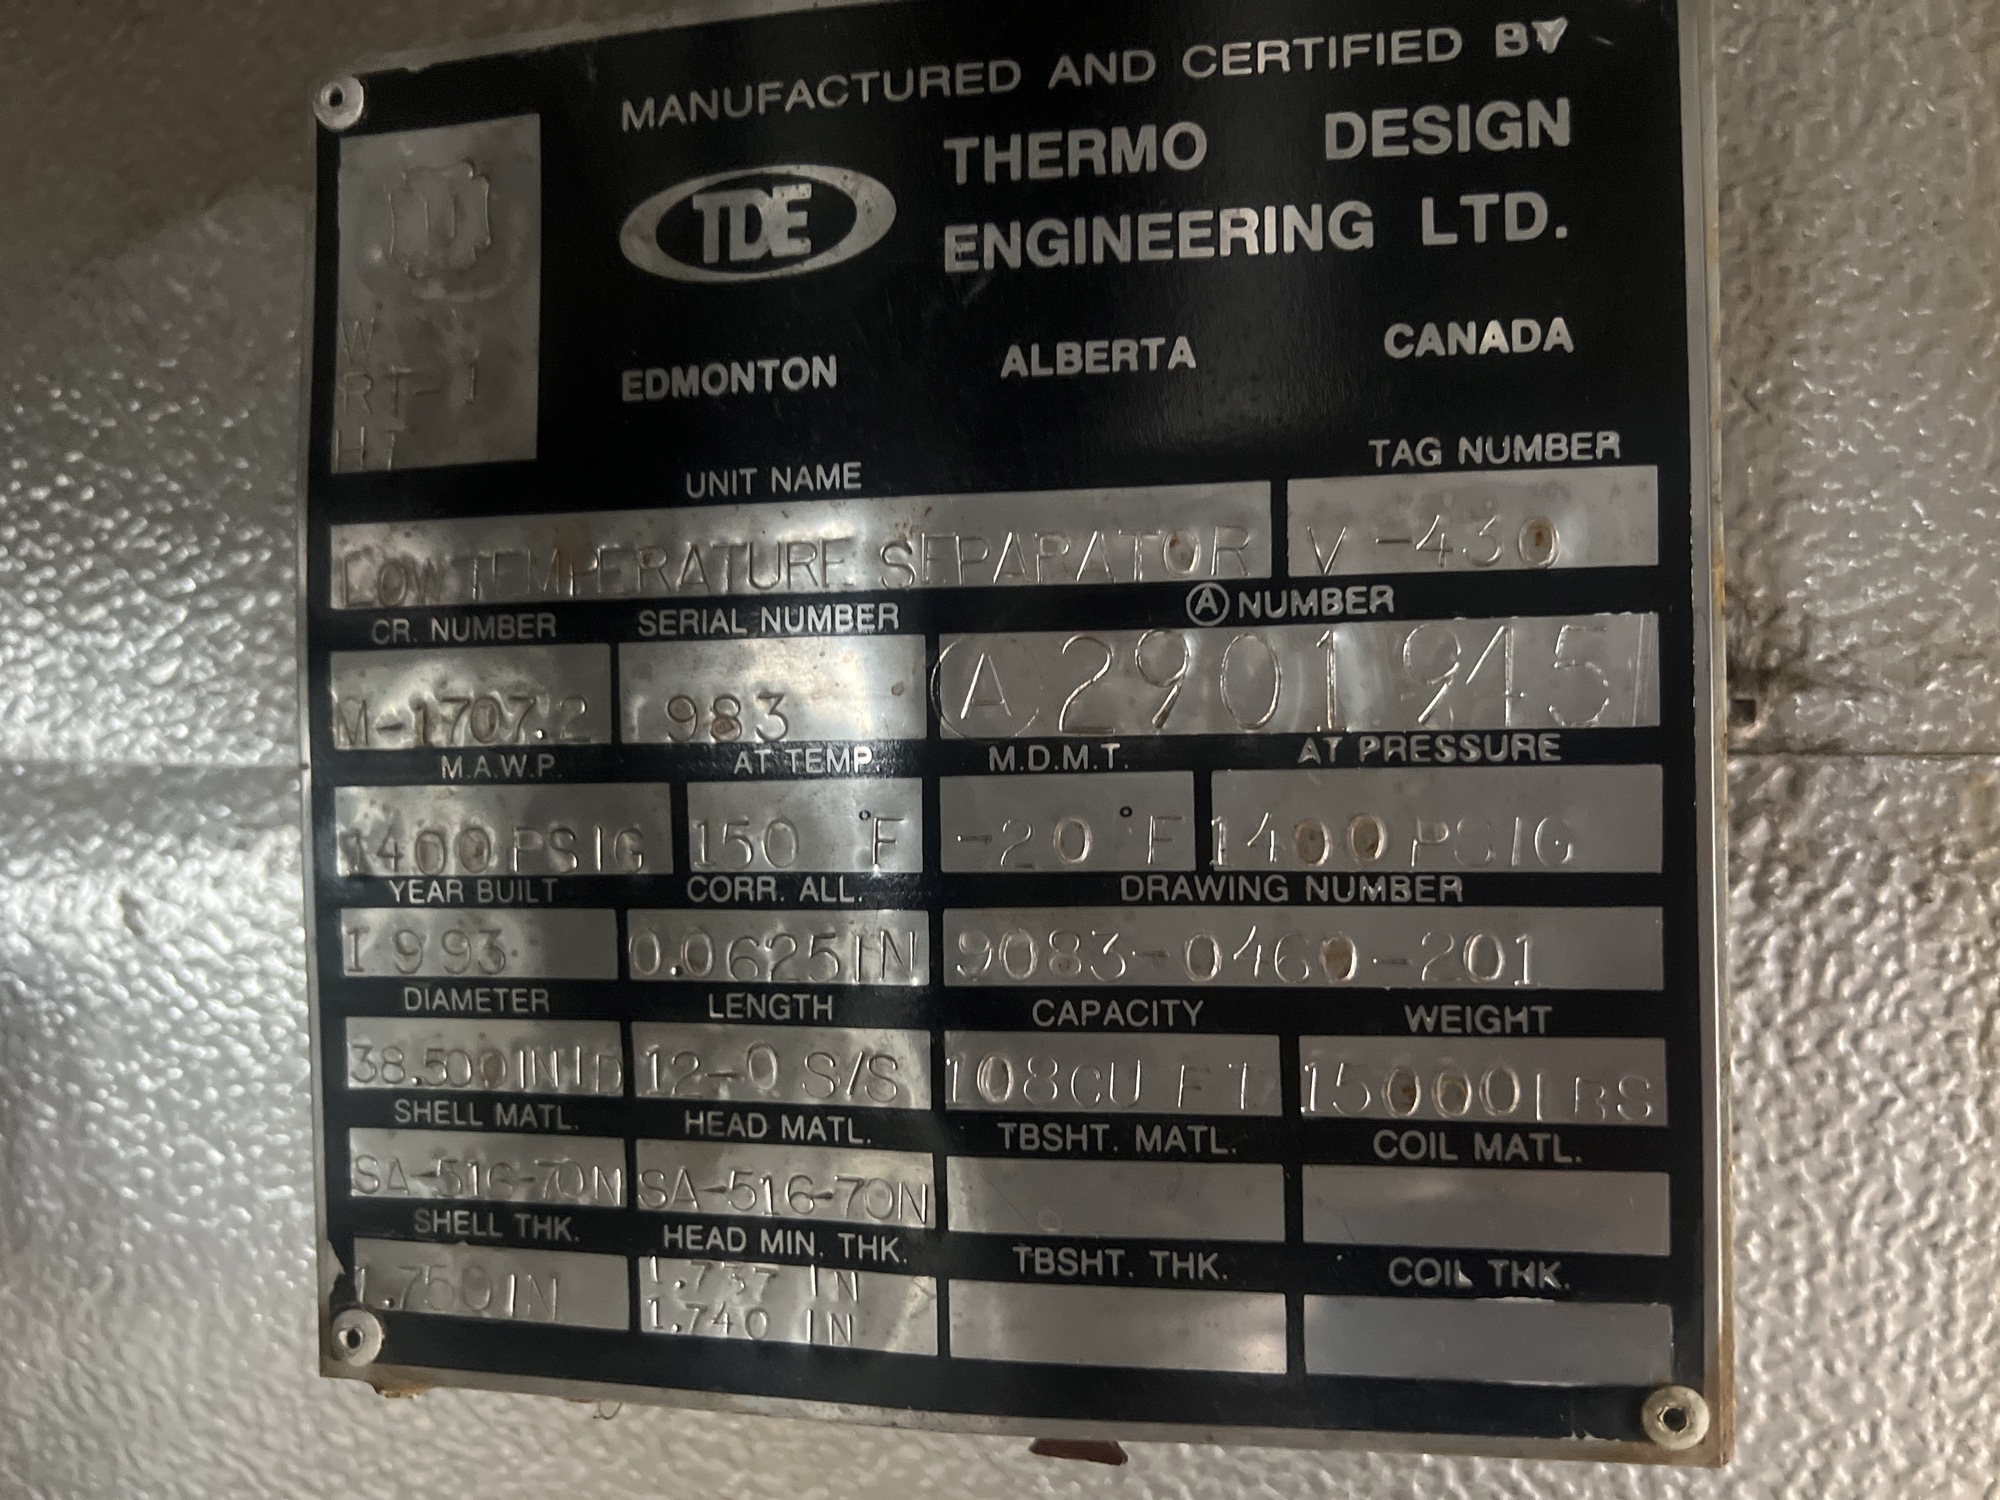 MANUFACTURED AND CERTIFIED BY
THERMO DESIGN
ENGINEERING LTD.
TDE
EDMONTON ALBERTA CANADA
U
W
RT-1
HT
UNIT NAME TAG NUMBER
LOW TEMPERATURE SEPARATOR V-430
CR. NUMBER SERIAL NUMBER Ⓐ NUMBER
M-1707.2 983 Ⓐ 2901945
M.A.W.P. AT TEMP. M.D.M.T. AT PRESSURE
1400 PSIG 150 °F -20 °F 1400 PSIG
YEAR BUILT CORR. ALL. DRAWING NUMBER
1993 0.0625 IN 9083-0460-201
DIAMETER LENGTH CAPACITY WEIGHT
38.500 IN ID 12-0 S/S 108 CU FT 15000 LBS
SHELL MATL. HEAD MATL. TBSHT. MATL. COIL MATL.
SA-516-70N SA-516-70N
SHELL THK. HEAD MIN. THK. TBSHT. THK. COIL THK.
1.750 IN 1.737 IN
1.740 IN